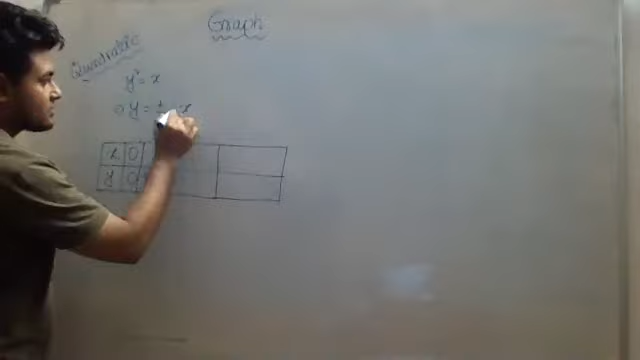 Graph
Quadratic
y² = x
y = ± x
x 0
y 0